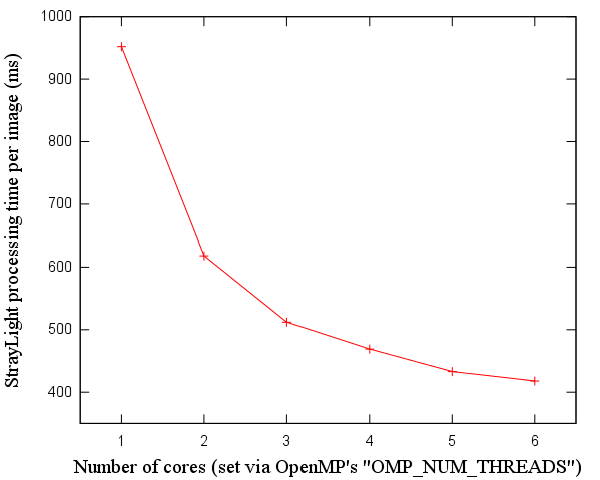 1000
900
800
700
600
500
400
StrayLight processing time per image (ms)
1 2 3 4 5 6
Number of cores (set via OpenMP's "OMP_NUM_THREADS")